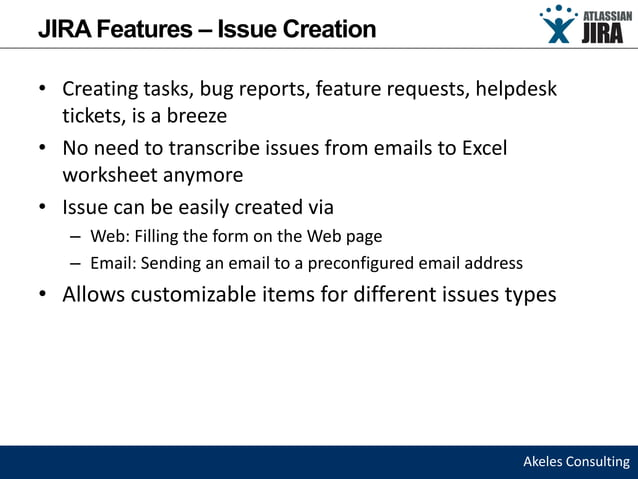 JIRA Features – Issue Creation
ATLASSIAN
JIRA
• Creating tasks, bug reports, feature requests, helpdesk
tickets, is a breeze
• No need to transcribe issues from emails to Excel
worksheet anymore
• Issue can be easily created via
– Web: Filling the form on the Web page
– Email: Sending an email to a preconfigured email address
• Allows customizable items for different issues types
Akeles Consulting